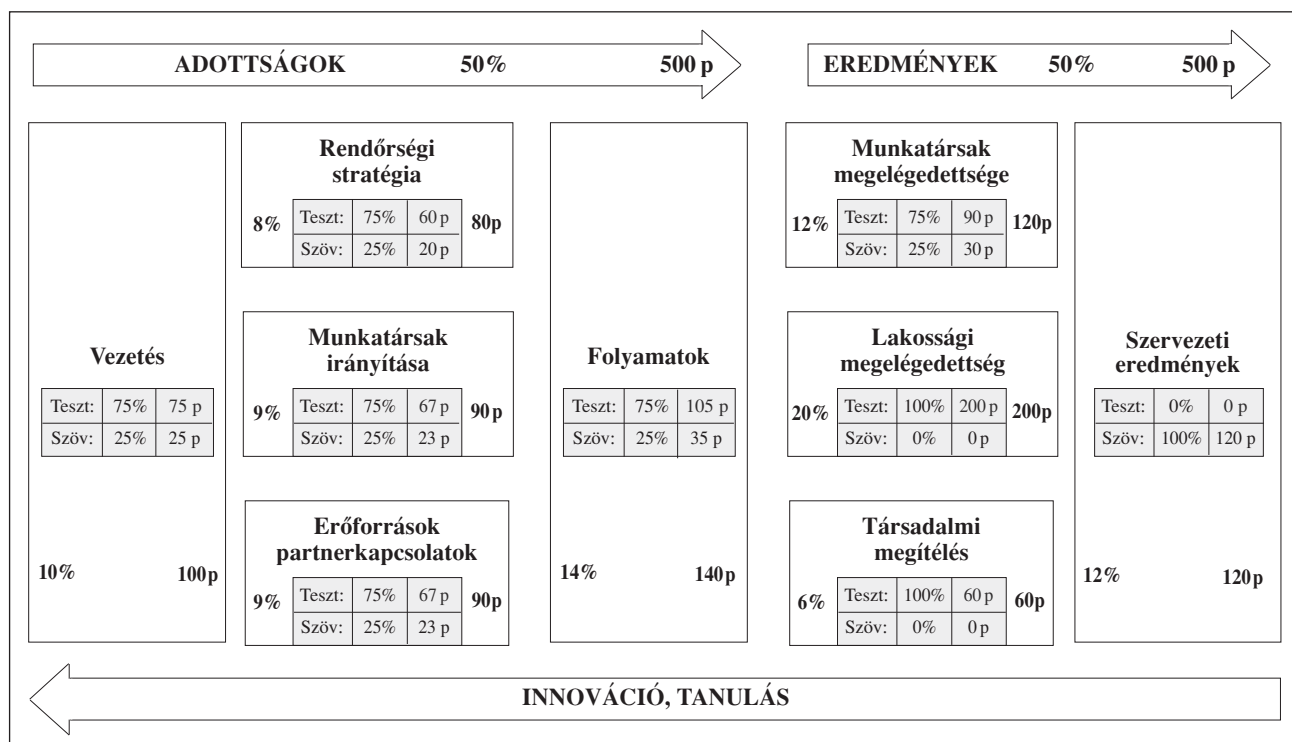 ADOTTSÁGOK 50% 500 p
EREDMÉNYEK 50% 500 p
Vezetés
Teszt: 75% 75 p
Szöv: 25% 25 p
10% 100p
Rendőrségi
stratégia
8% 80p
Teszt: 75% 60 p
Szöv: 25% 20 p
Munkatársak
irányítása
9% 90p
Teszt: 75% 67 p
Szöv: 25% 23 p
Erőforrások
partnerkapcsolatok
9% 90p
Teszt: 75% 67 p
Szöv: 25% 23 p
Folyamatok
Teszt: 75% 105 p
Szöv: 25% 35 p
14% 140p
Munkatársak
megelégedettsége
12% 120p
Teszt: 75% 90 p
Szöv: 25% 30 p
Lakossági
megelégedettség
20% 200p
Teszt: 100% 200 p
Szöv: 0% 0 p
Társadalmi
megítélés
6% 60p
Teszt: 100% 60 p
Szöv: 0% 0 p
Szervezeti
eredmények
Teszt: 0% 0 p
Szöv: 100% 120 p
12% 120p
INNOVÁCIÓ, TANULÁS